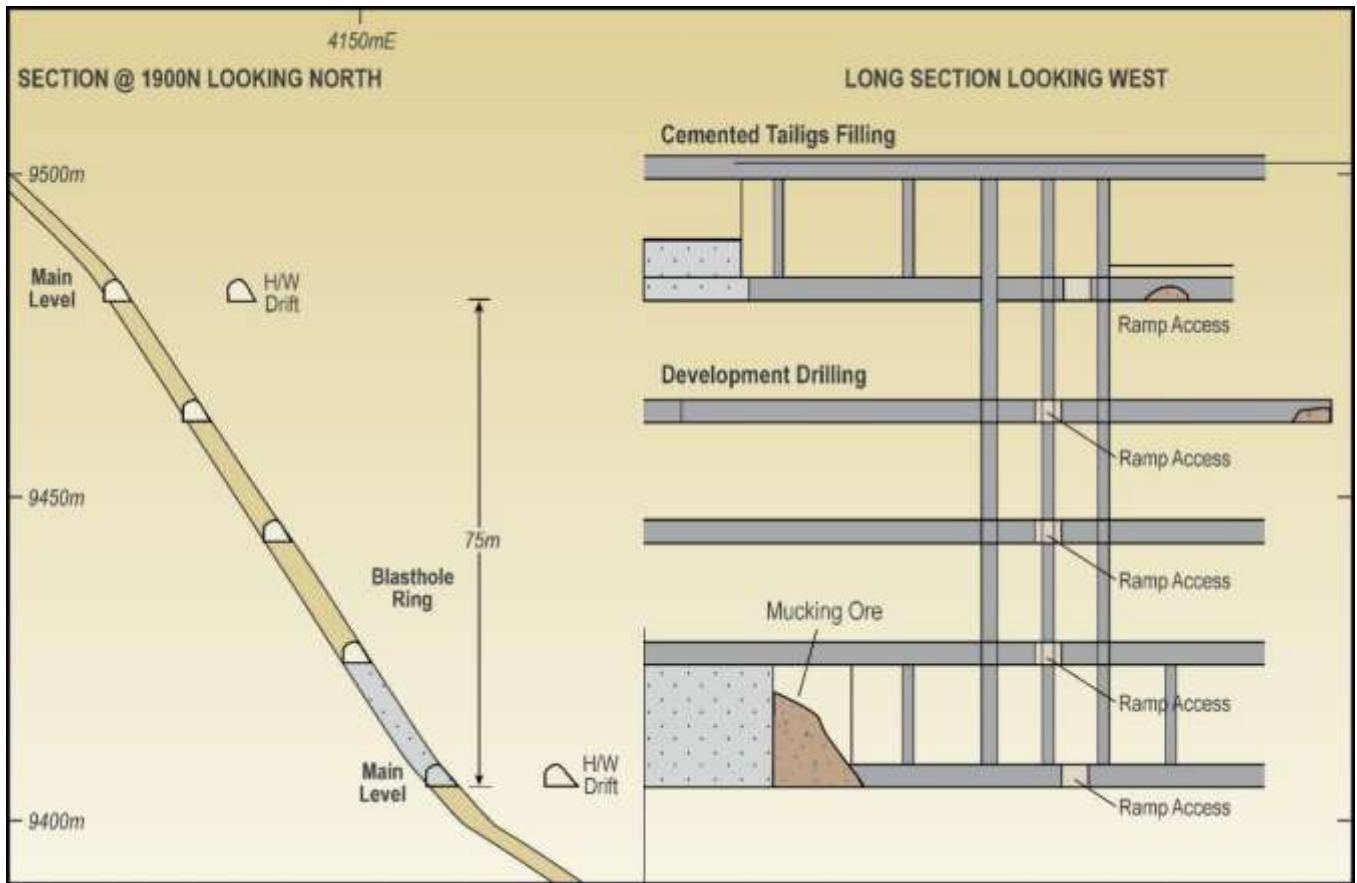 4150mE
SECTION @ 1900N LOOKING NORTH
9500m
Main
Level
H/W
Drift
9450m
75m
Blasthole
Ring
Main
Level
H/W
Drift
9400m
LONG SECTION LOOKING WEST
Cemented Tailigs Filling
Ramp Access
Development Drilling
Ramp Access
Ramp Access
Mucking Ore
Ramp Access
Ramp Access